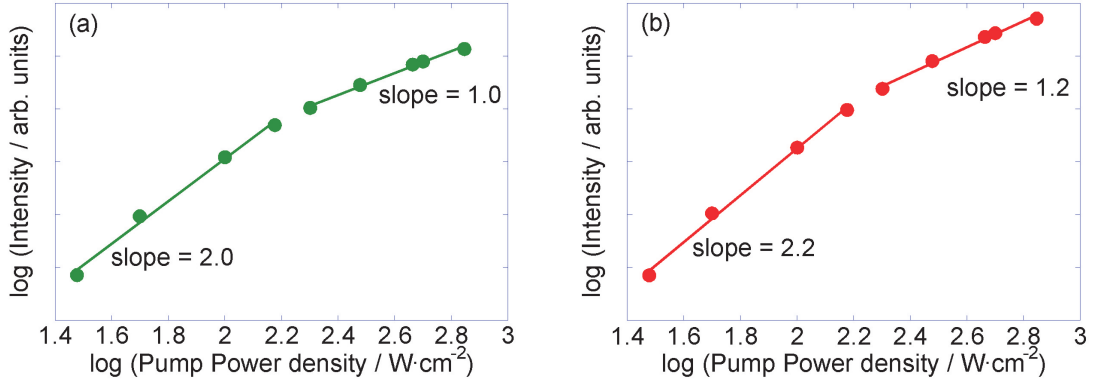 (a)
log (Intensity / arb. units)
slope = 1.0
slope = 2.0
1.4 1.6 1.8 2 2.2 2.4 2.6 2.8 3
log (Pump Power density / W·cm⁻²)
(b)
log (Intensity / arb. units)
slope = 1.2
slope = 2.2
1.4 1.6 1.8 2 2.2 2.4 2.6 2.8 3
log (Pump Power density / W·cm⁻²)